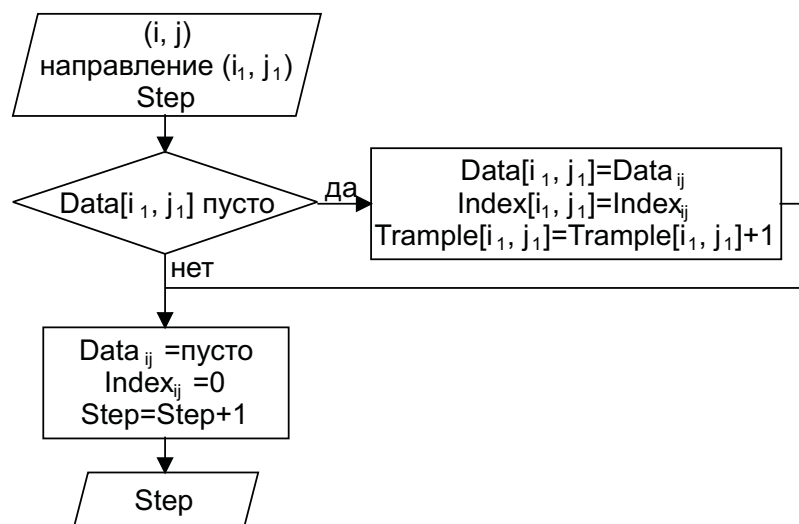 (i, j)
направление (i₁, j₁)
Step
Data[i₁, j₁] пусто
да
Data[i₁, j₁]=Dataᵢⱼ
Index[i₁, j₁]=Indexᵢⱼ
Trample[i₁, j₁]=Trample[i₁, j₁]+1
нет
Dataᵢⱼ =пусто
Indexᵢⱼ =0
Step=Step+1
Step